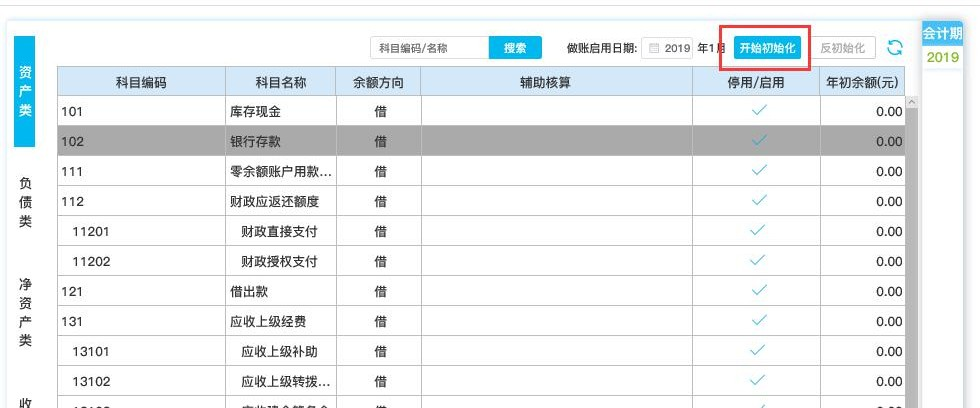 科目编码/名称 搜索 做账启用日期: 2019 年1月 开始初始化 反初始化
会计期
2019
资产类
负债类
净资产类
收
科目编码 科目名称 余额方向 辅助核算 停用/启用 年初余额(元)
101 库存现金 借 0.00
102 银行存款 借 0.00
111 零余额账户用款... 借 0.00
112 财政应返还额度 借 0.00
11201 财政直接支付 借 0.00
11202 财政授权支付 借 0.00
121 借出款 借 0.00
131 应收上级经费 借 0.00
13101 应收上级补助 借 0.00
13102 应收上级转拨... 借 0.00